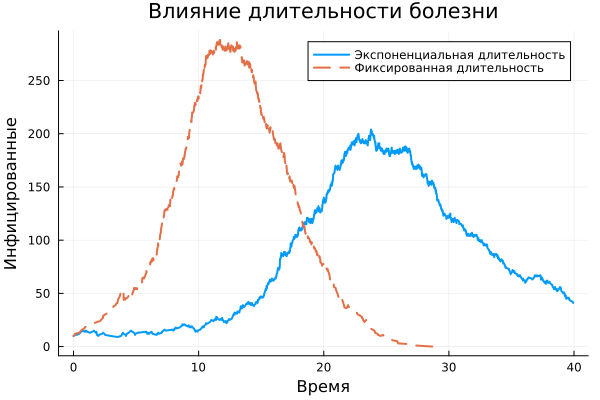 Влияние длительности болезни
Экспоненциальная длительность
Фиксированная длительность
Инфицированные
250
200
150
100
50
0
0 10 20 30 40
Время